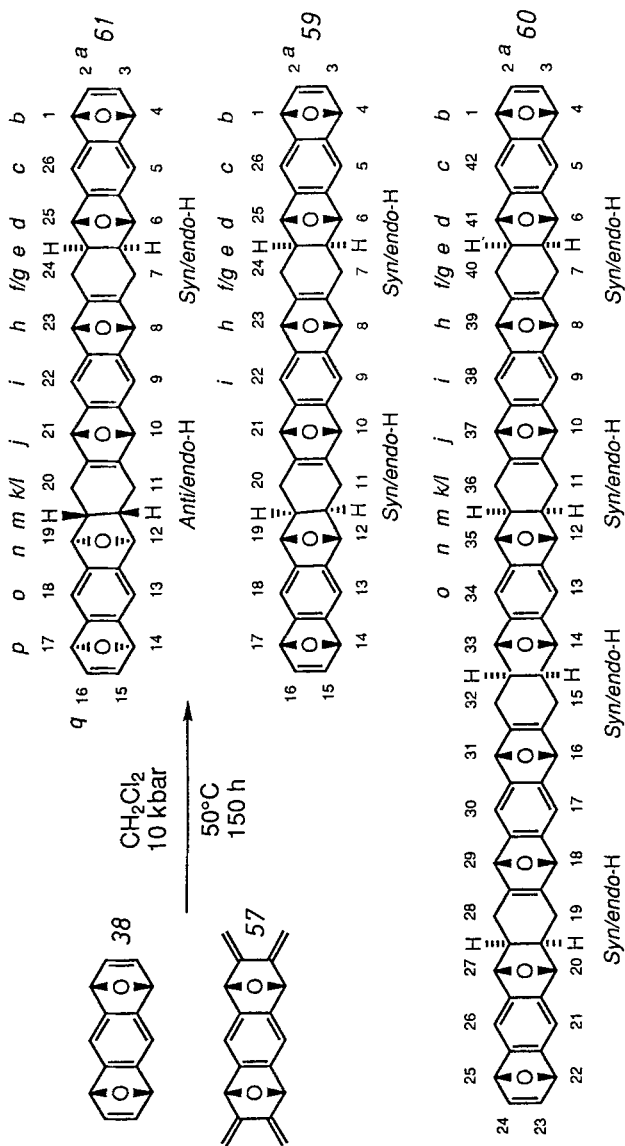 p o n m k/l j i h f/g e d c b
q 16 17 18 19 H 20 21 22 23 24 H 25 26 1 2 a
O O O O O O
61
15 14 13 12 H 11 10 9 8 7 H 6 5 4 3
Anti/endo-H Syn/endo-H
38
O O
57
O O
CH2Cl2
10 kbar
50°C
150 h
i h f/g e d c b
16 17 18 19 H 20 21 22 23 24 H 25 26 1 2 a
O O O O O O
59
15 14 13 12 H 11 10 9 8 7 H 6 5 4 3
Syn/endo-H Syn/endo-H
o n m k/l j i h f/g e d c b
24 25 26 27 H 28 29 30 31 32 H 33 34 35 H 36 37 38 39 40 H' 41 42 1 2 a
O O O O O O O O O O
60
23 22 21 20 H 19 18 17 16 15 H 14 13 12 H 11 10 9 8 7 H 6 5 4 3
Syn/endo-H Syn/endo-H Syn/endo-H Syn/endo-H